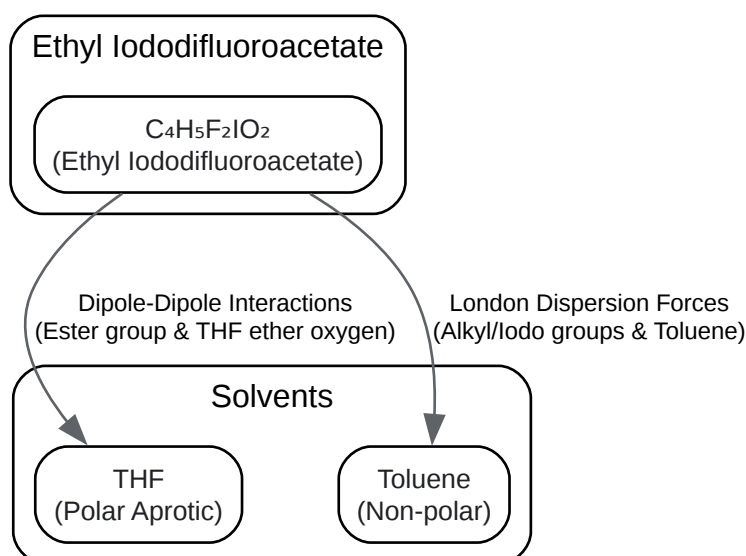 Ethyl Iododifluoroacetate
C₄H₅F₂IO₂
(Ethyl Iododifluoroacetate)
Dipole-Dipole Interactions
(Ester group & THF ether oxygen)
London Dispersion Forces
(Alkyl/Iodo groups & Toluene)
Solvents
THF
(Polar Aprotic)
Toluene
(Non-polar)